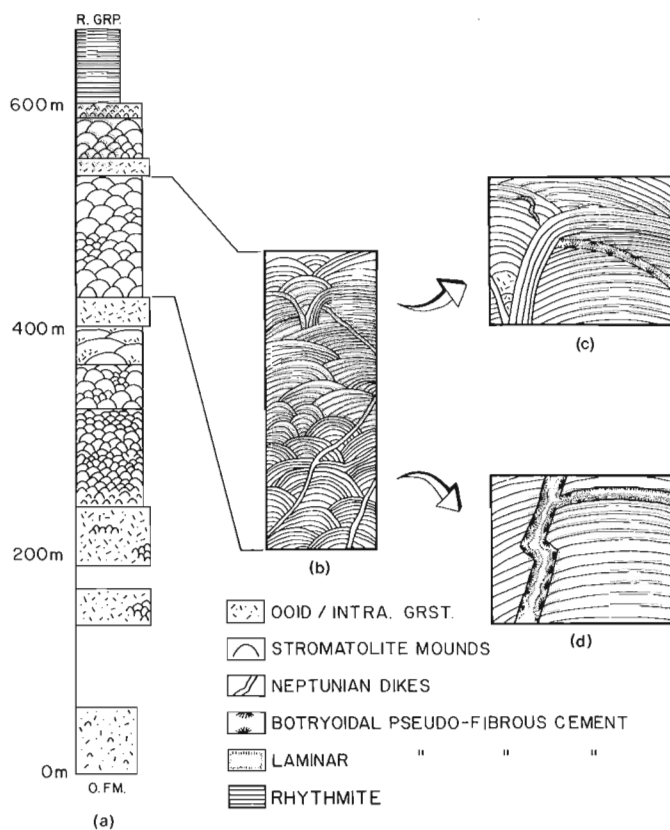 R. GRP.
600m
400m
200m
0m
O. FM.
(a)
(b)
(c)
(d)
OOID / INTRA. GRST.
STROMATOLITE MOUNDS
NEPTUNIAN DIKES
BOTRYOIDAL PSEUDO-FIBROUS CEMENT
LAMINAR " " "
RHYTHMITE